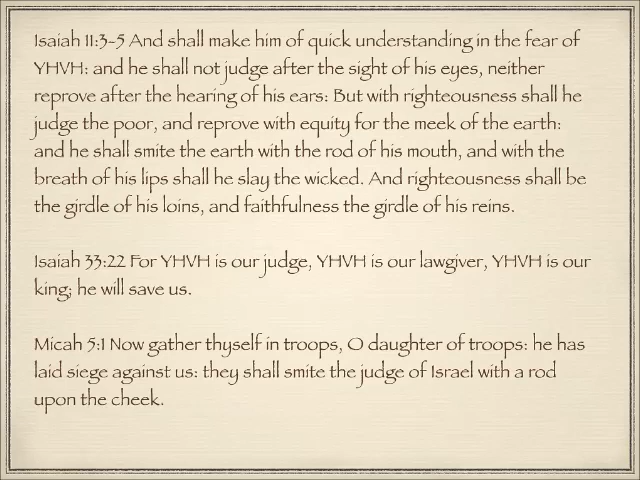 Isaiah 11:3-5 And shall make him of quick understanding in the fear of
YHVH: and he shall not judge after the sight of his eyes, neither
reprove after the hearing of his ears: But with righteousness shall he
judge the poor, and reprove with equity for the meek of the earth:
and he shall smite the earth with the rod of his mouth, and with the
breath of his lips shall he slay the wicked. And righteousness shall be
the girdle of his loins, and faithfulness the girdle of his reins.
Isaiah 33:22 For YHVH is our judge, YHVH is our lawgiver, YHVH is our
king; he will save us.
Micah 5:1 Now gather thyself in troops, O daughter of troops: he has
laid siege against us: they shall smite the judge of Israel with a rod
upon the cheek.